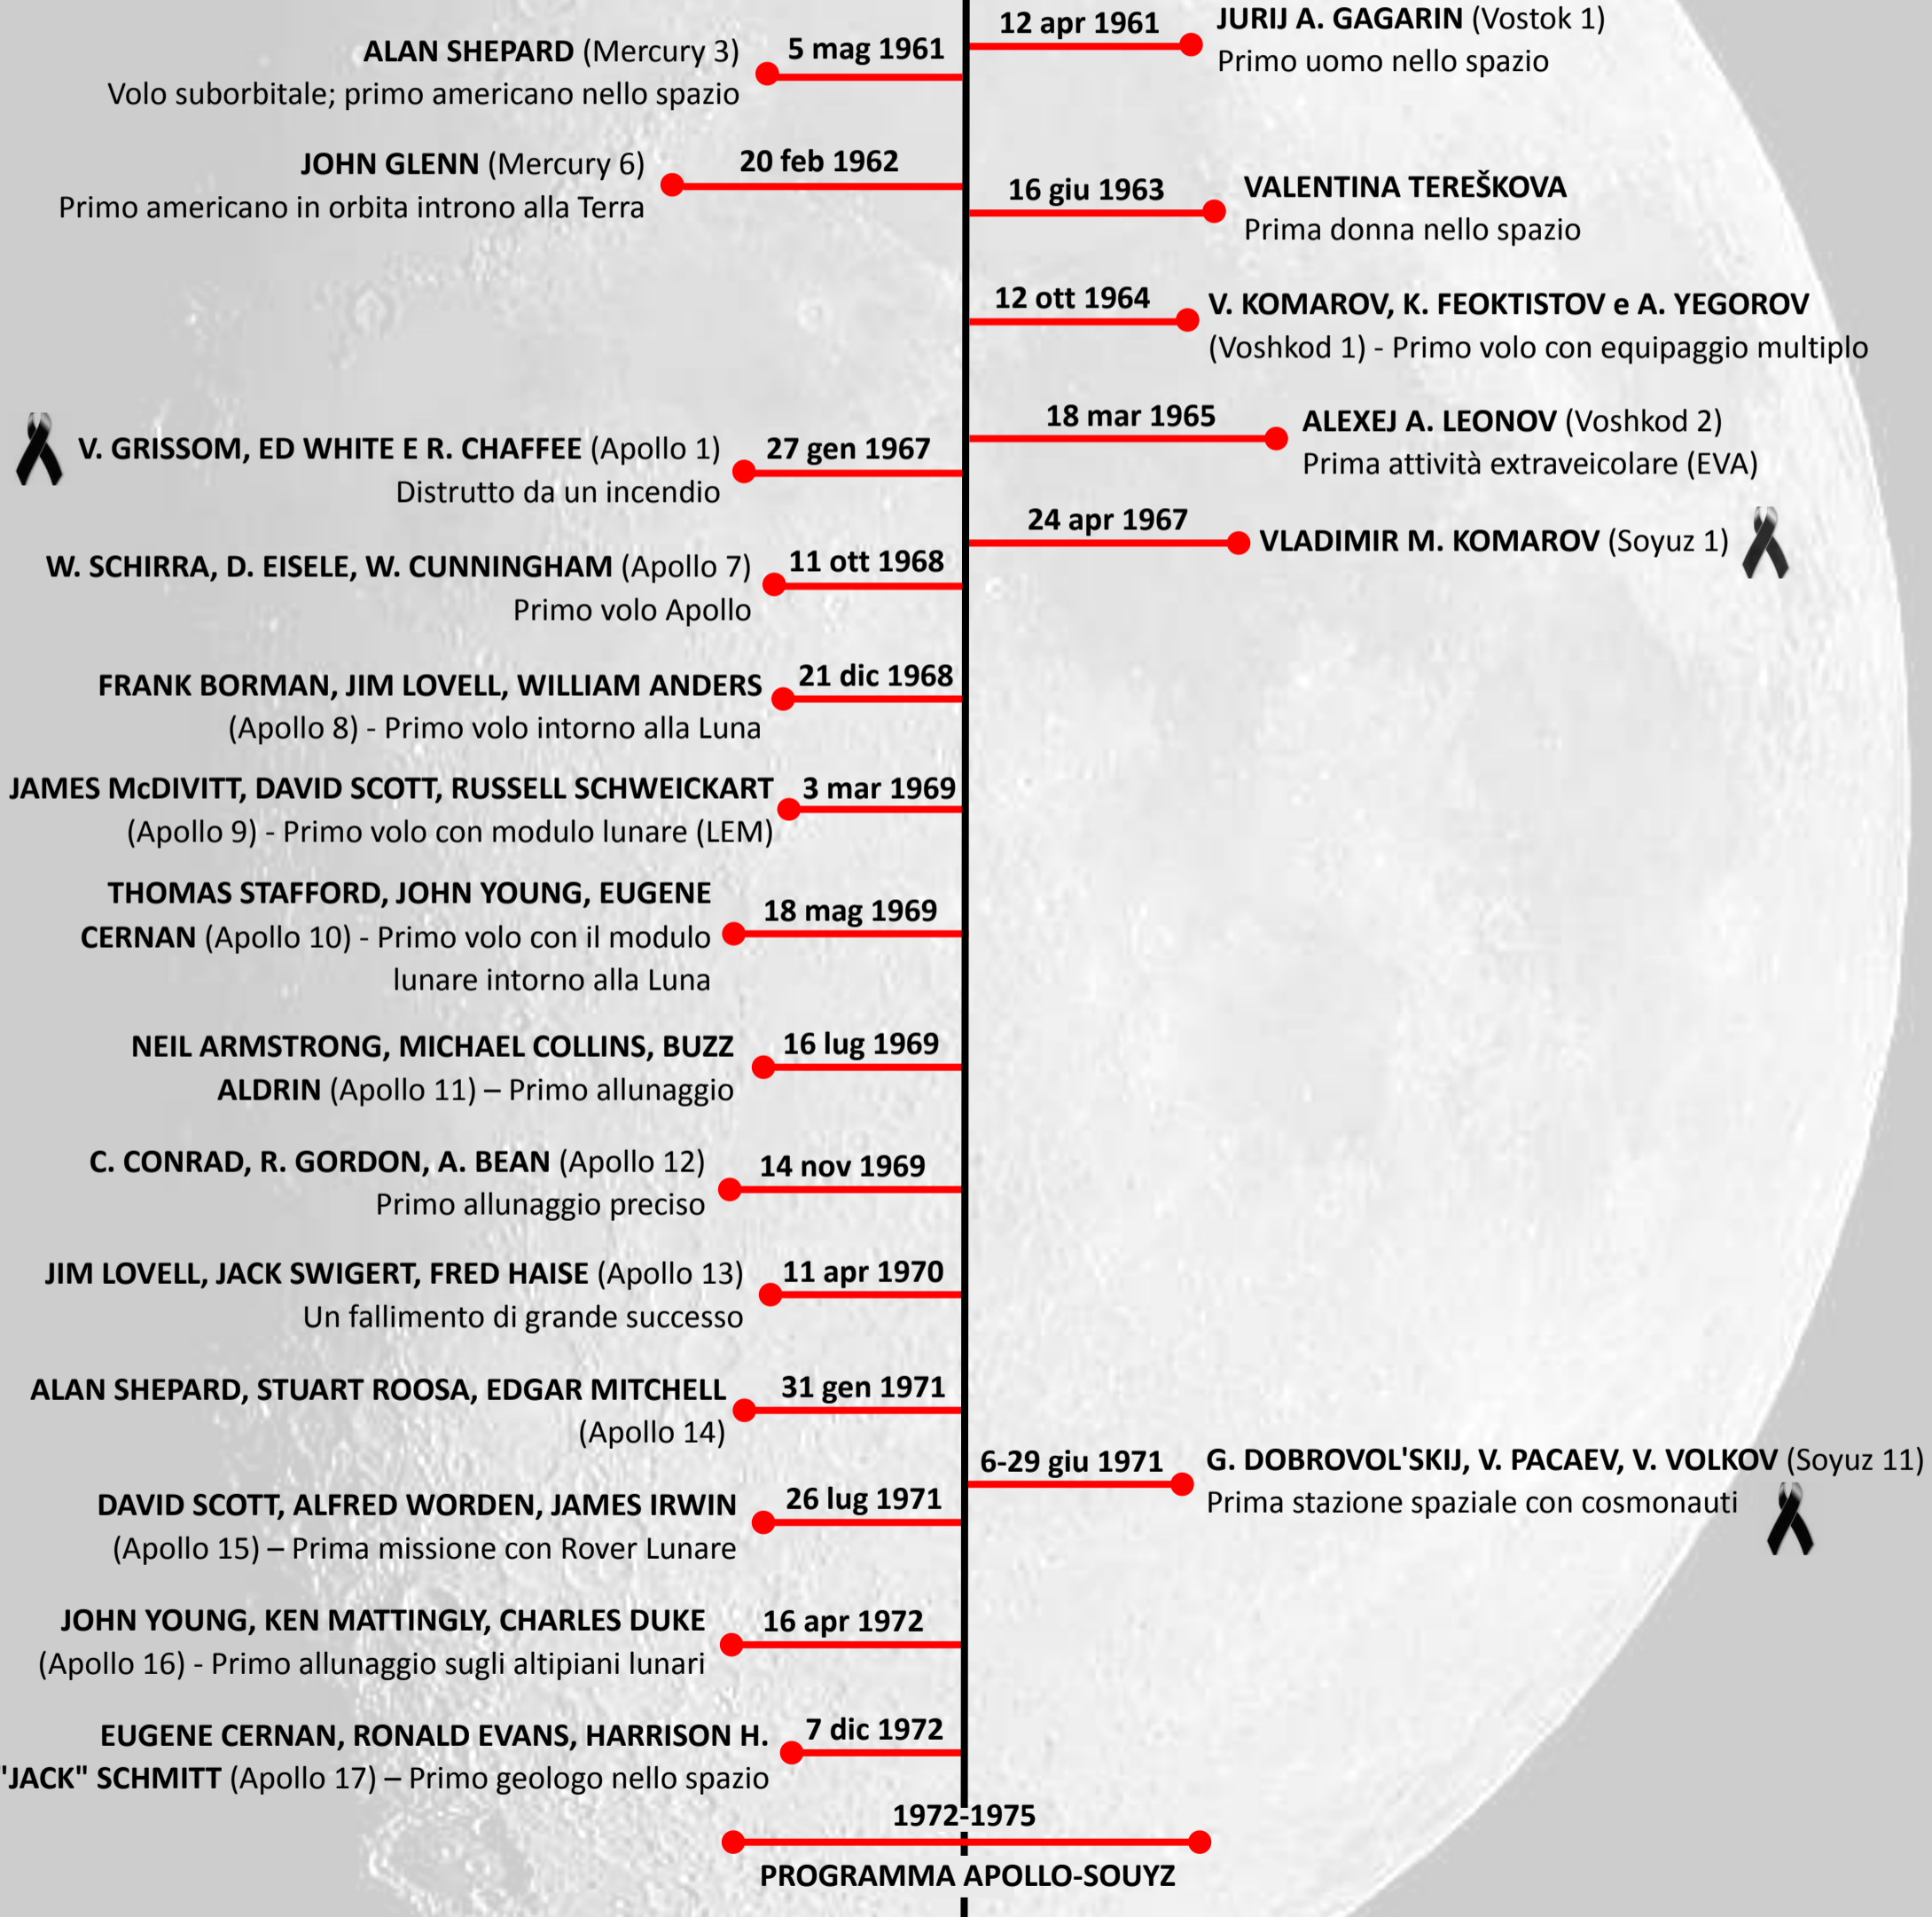 12 apr 1961
JURIJ A. GAGARIN (Vostok 1)
Primo uomo nello spazio
ALAN SHEPARD (Mercury 3)
5 mag 1961
Volo suborbitale; primo americano nello spazio
JOHN GLENN (Mercury 6)
20 feb 1962
Primo americano in orbita introno alla Terra
16 giu 1963
VALENTINA TEREŠKOVA
Prima donna nello spazio
12 ott 1964
V. KOMAROV, K. FEOKTISTOV e A. YEGOROV
(Voshkod 1) - Primo volo con equipaggio multiplo
18 mar 1965
ALEXEJ A. LEONOV (Voshkod 2)
Prima attività extraveicolare (EVA)
V. GRISSOM, ED WHITE E R. CHAFFEE (Apollo 1)
27 gen 1967
Distrutto da un incendio
24 apr 1967
VLADIMIR M. KOMAROV (Soyuz 1)
W. SCHIRRA, D. EISELE, W. CUNNINGHAM (Apollo 7)
11 ott 1968
Primo volo Apollo
FRANK BORMAN, JIM LOVELL, WILLIAM ANDERS
21 dic 1968
(Apollo 8) - Primo volo intorno alla Luna
JAMES McDIVITT, DAVID SCOTT, RUSSELL SCHWEICKART
3 mar 1969
(Apollo 9) - Primo volo con modulo lunare (LEM)
THOMAS STAFFORD, JOHN YOUNG, EUGENE
18 mag 1969
CERNAN (Apollo 10) - Primo volo con il modulo
lunare intorno alla Luna
NEIL ARMSTRONG, MICHAEL COLLINS, BUZZ
16 lug 1969
ALDRIN (Apollo 11) – Primo allunaggio
C. CONRAD, R. GORDON, A. BEAN (Apollo 12)
14 nov 1969
Primo allunaggio preciso
JIM LOVELL, JACK SWIGERT, FRED HAISE (Apollo 13)
11 apr 1970
Un fallimento di grande successo
ALAN SHEPARD, STUART ROOSA, EDGAR MITCHELL
31 gen 1971
(Apollo 14)
6-29 giu 1971
G. DOBROVOL'SKIJ, V. PACAEV, V. VOLKOV (Soyuz 11)
Prima stazione spaziale con cosmonauti
DAVID SCOTT, ALFRED WORDEN, JAMES IRWIN
26 lug 1971
(Apollo 15) – Prima missione con Rover Lunare
JOHN YOUNG, KEN MATTINGLY, CHARLES DUKE
16 apr 1972
(Apollo 16) - Primo allunaggio sugli altipiani lunari
EUGENE CERNAN, RONALD EVANS, HARRISON H.
7 dic 1972
"JACK" SCHMITT (Apollo 17) – Primo geologo nello spazio
1972-1975
PROGRAMMA APOLLO-SOUYZ